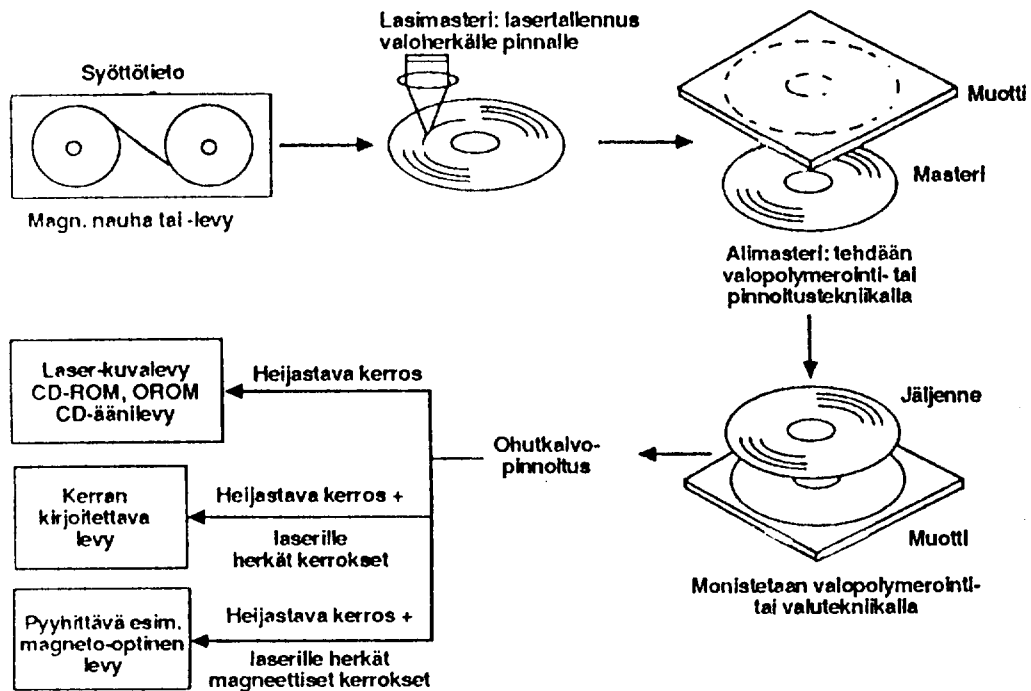 Lasimasteri: lasertallennus
valoherkälle pinnalle
Syöttötieto
Magn. nauha tai -levy
Muotti
Masteri
Alimasteri: tehdään
valopolymerointi- tai
pinnoitustekniikalla
Jäljenne
Muotti
Monistetaan valopolymerointi-
tai valutekniikalla
Ohutkalvo-
pinnoitus
Heijastava kerros
Laser-kuvalevy
CD-ROM, OROM
CD-äänilevy
Heijastava kerros +
laserille
herkät kerrokset
Kerran
kirjoitettava
levy
Heijastava kerros +
laserille herkät
magneettiset kerrokset
Pyyhittävä esim.
magneto-optinen
levy